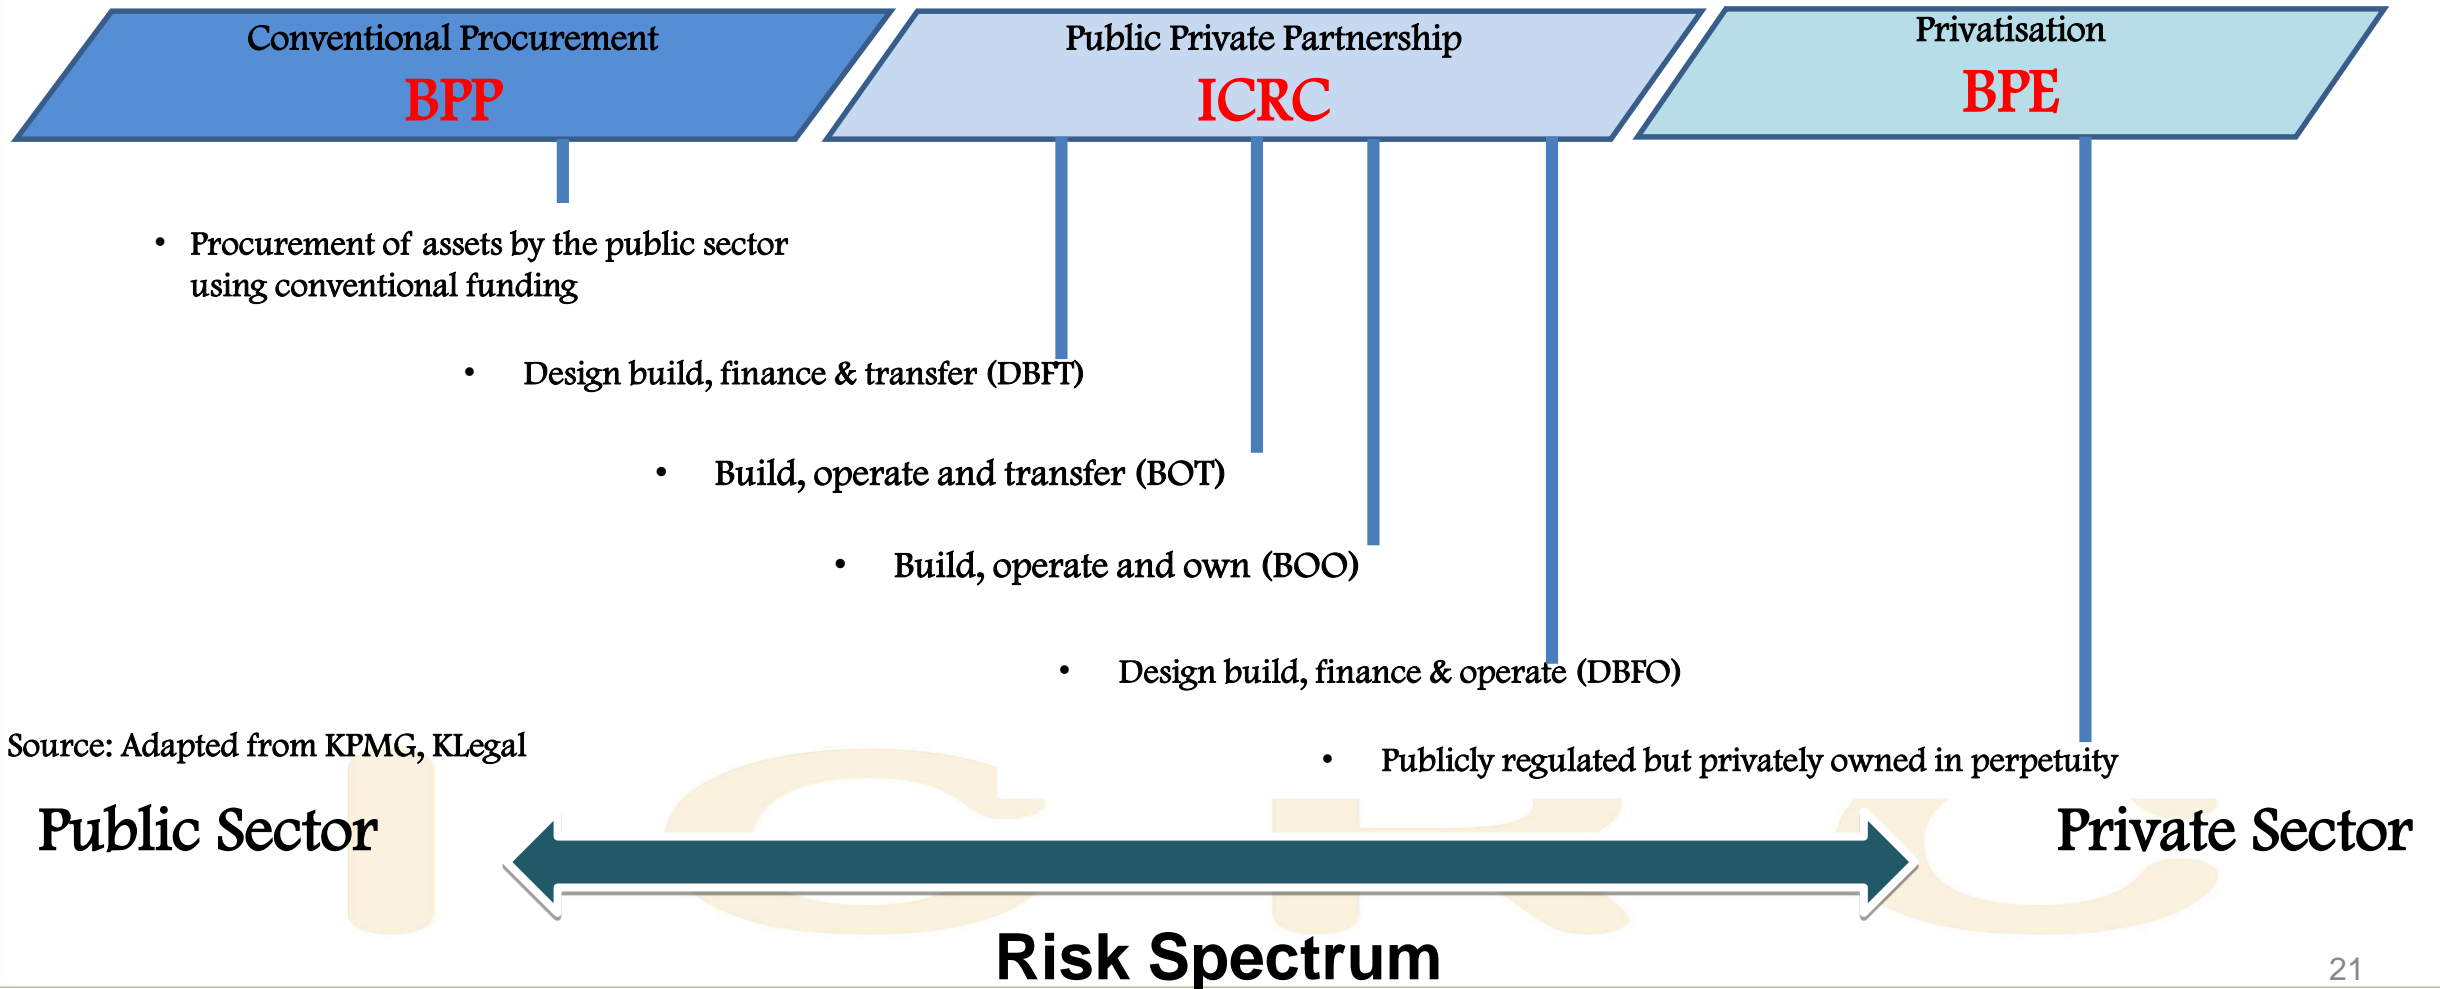 Conventional Procurement
BPP
Public Private Partnership
ICRC
Privatisation
BPE
• Procurement of assets by the public sector
using conventional funding
• Design build, finance & transfer (DBFT)
• Build, operate and transfer (BOT)
• Build, operate and own (BOO)
• Design build, finance & operate (DBFO)
Source: Adapted from KPMG, KLegal
• Publicly regulated but privately owned in perpetuity
Public Sector
Private Sector
I C R C
Risk Spectrum
21